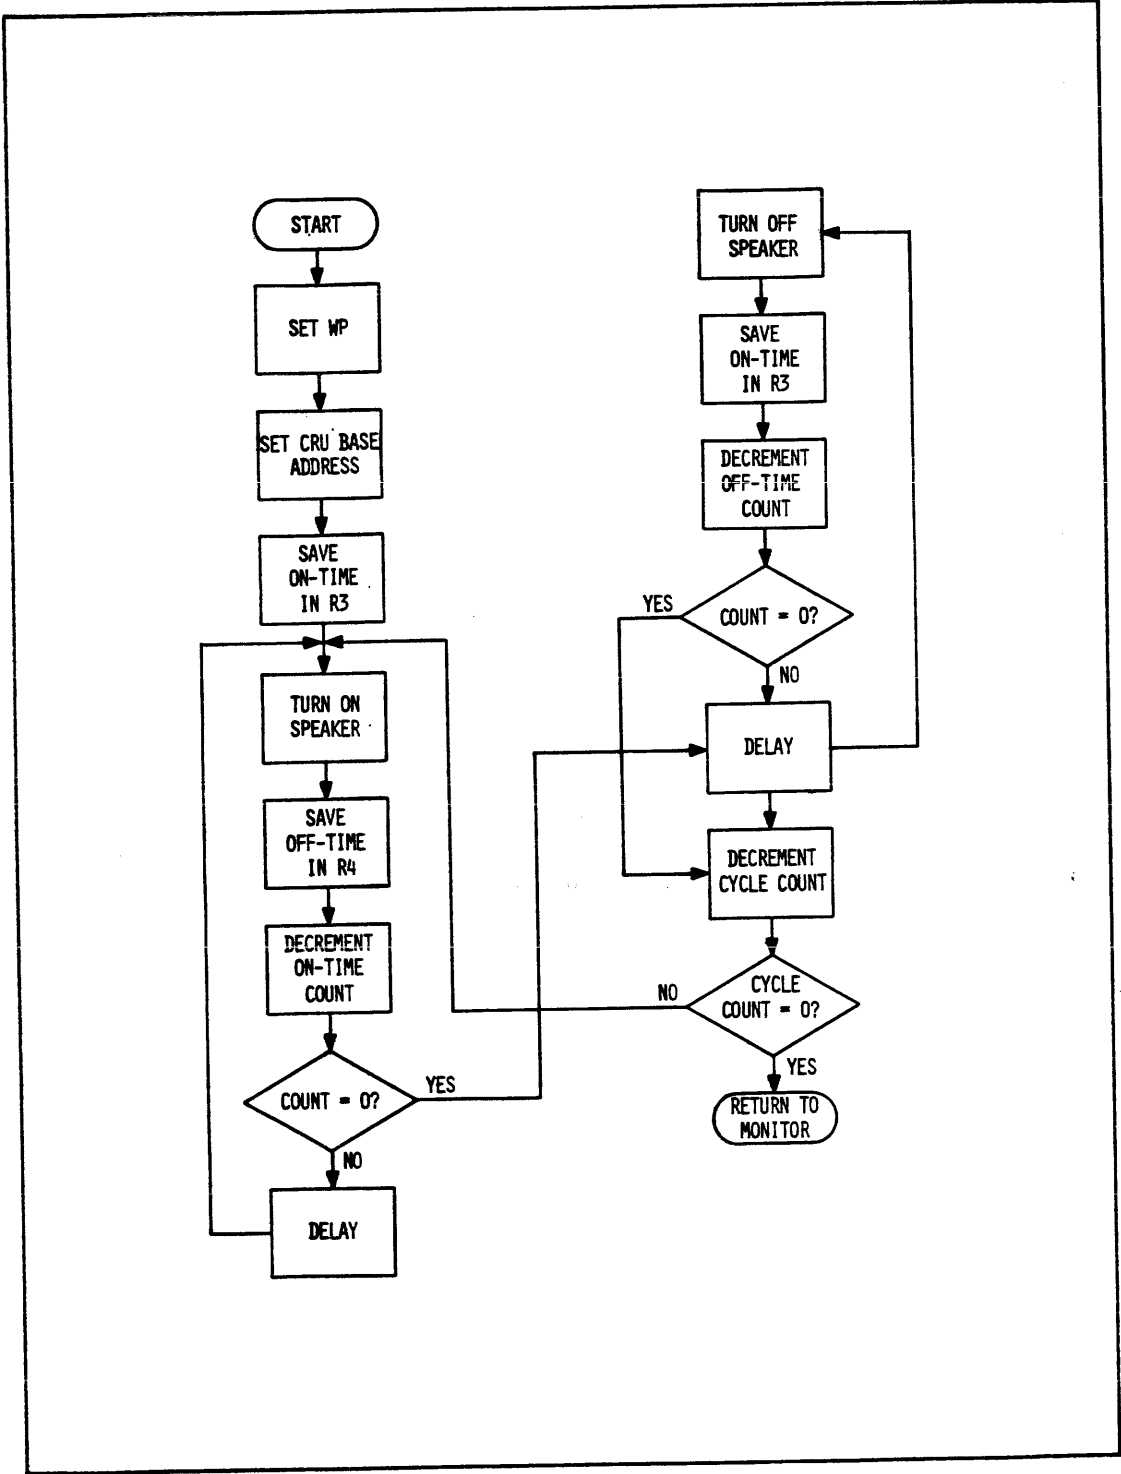 START
SET WP
SET CRU BASE
ADDRESS
SAVE
ON-TIME
IN R3
TURN ON
SPEAKER
SAVE
OFF-TIME
IN R4
DECREMENT
ON-TIME
COUNT
COUNT = 0?
YES
NO
DELAY
TURN OFF
SPEAKER
SAVE
ON-TIME
IN R3
DECREMENT
OFF-TIME
COUNT
YES
COUNT = 0?
NO
DELAY
DECREMENT
CYCLE COUNT
NO
CYCLE
COUNT = 0?
YES
RETURN TO
MONITOR